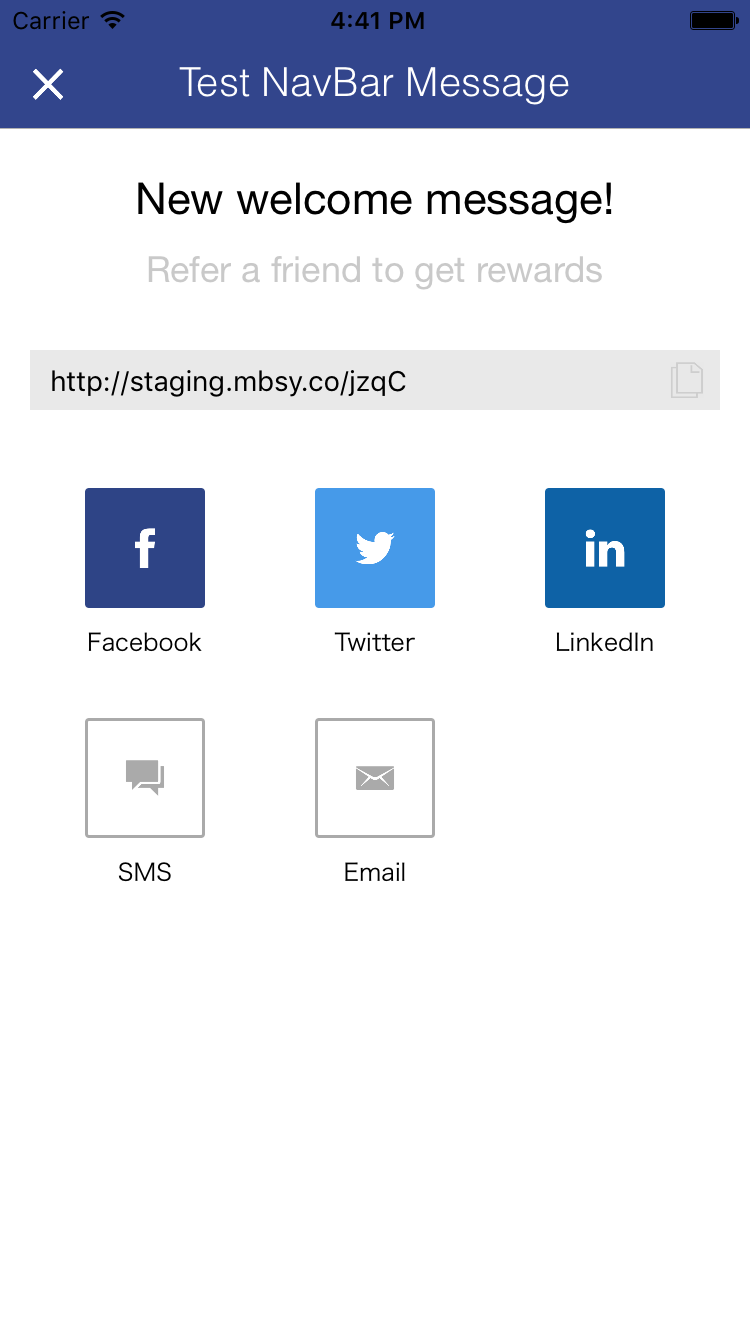 Carrier 4:41 PM
Test NavBar Message
New welcome message!
Refer a friend to get rewards
http://staging.mbsy.co/jzqC
f in
Facebook Twitter LinkedIn
SMS Email